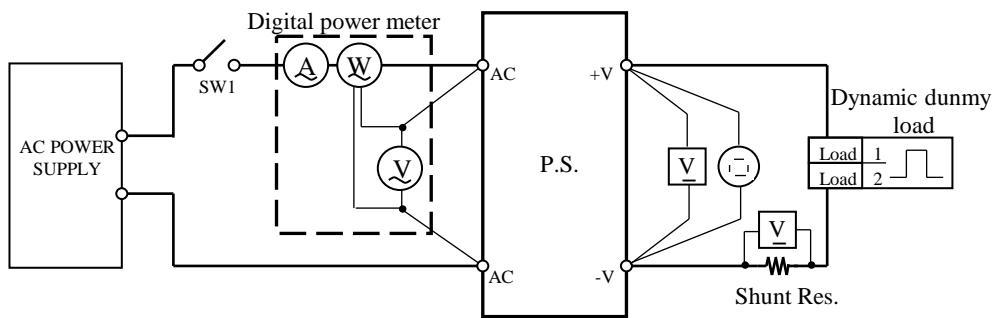 Digital power meter
A
W
SW1
AC
V
AC
AC POWER
SUPPLY
P.S.
+V
-V
V
Dynamic dunmy
load
Load 1
Load 2
V
Shunt Res.